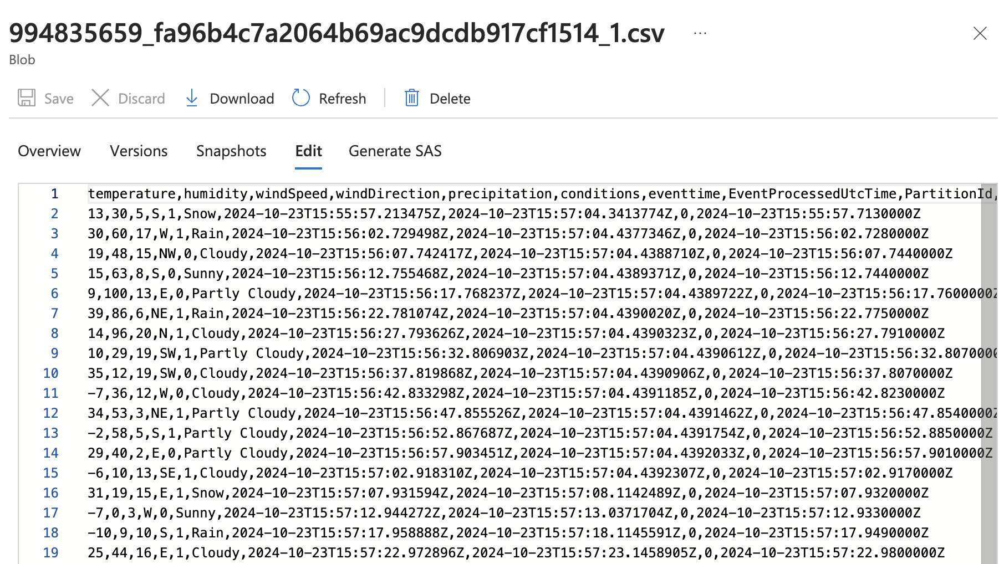 994835659_fa96b4c7a2064b69ac9dcdb917cf1514_1.csv ...
Blob
Save Discard Download Refresh Delete
Overview Versions Snapshots Edit Generate SAS
1 temperature,humidity,windSpeed,windDirection,precipitation,conditions,eventtime,EventProcessedUtcTime,PartitionId,
2 13,30,5,S,1,Snow,2024-10-23T15:55:57.213475Z,2024-10-23T15:57:04.3413774Z,0,2024-10-23T15:55:57.7130000Z
3 30,60,17,W,1,Rain,2024-10-23T15:56:02.729498Z,2024-10-23T15:57:04.4377346Z,0,2024-10-23T15:56:02.7280000Z
4 19,48,15,NW,0,Cloudy,2024-10-23T15:56:07.742417Z,2024-10-23T15:57:04.4388710Z,0,2024-10-23T15:56:07.7440000Z
5 15,63,8,S,0,Sunny,2024-10-23T15:56:12.755468Z,2024-10-23T15:57:04.4389371Z,0,2024-10-23T15:56:12.7440000Z
6 9,100,13,E,0,Partly Cloudy,2024-10-23T15:56:17.768237Z,2024-10-23T15:57:04.4389722Z,0,2024-10-23T15:56:17.7600000Z
7 39,86,6,NE,1,Rain,2024-10-23T15:56:22.781074Z,2024-10-23T15:57:04.4390020Z,0,2024-10-23T15:56:22.7750000Z
8 14,96,20,N,1,Cloudy,2024-10-23T15:56:27.793626Z,2024-10-23T15:57:04.4390323Z,0,2024-10-23T15:56:27.7910000Z
9 10,29,19,SW,1,Partly Cloudy,2024-10-23T15:56:32.806903Z,2024-10-23T15:57:04.4390612Z,0,2024-10-23T15:56:32.8070000
10 35,12,19,SW,0,Cloudy,2024-10-23T15:56:37.819868Z,2024-10-23T15:57:04.4390906Z,0,2024-10-23T15:56:37.8070000Z
11 -7,36,12,W,0,Cloudy,2024-10-23T15:56:42.833298Z,2024-10-23T15:57:04.4391185Z,0,2024-10-23T15:56:42.8230000Z
12 34,53,3,NE,1,Partly Cloudy,2024-10-23T15:56:47.855526Z,2024-10-23T15:57:04.4391462Z,0,2024-10-23T15:56:47.8540000Z
13 -2,58,5,S,1,Partly Cloudy,2024-10-23T15:56:52.867687Z,2024-10-23T15:57:04.4391754Z,0,2024-10-23T15:56:52.8850000Z
14 29,40,2,E,0,Partly Cloudy,2024-10-23T15:56:57.903451Z,2024-10-23T15:57:04.4392033Z,0,2024-10-23T15:56:57.9010000Z
15 -6,10,13,SE,1,Cloudy,2024-10-23T15:57:02.918310Z,2024-10-23T15:57:04.4392307Z,0,2024-10-23T15:57:02.9170000Z
16 31,19,15,E,1,Snow,2024-10-23T15:57:07.931594Z,2024-10-23T15:57:08.1142489Z,0,2024-10-23T15:57:07.9320000Z
17 -7,0,3,W,0,Sunny,2024-10-23T15:57:12.944272Z,2024-10-23T15:57:13.0371704Z,0,2024-10-23T15:57:12.9330000Z
18 -10,9,10,S,1,Rain,2024-10-23T15:57:17.958888Z,2024-10-23T15:57:18.1145591Z,0,2024-10-23T15:57:17.9490000Z
19 25,44,16,E,1,Cloudy,2024-10-23T15:57:22.972896Z,2024-10-23T15:57:23.1458905Z,0,2024-10-23T15:57:22.9800000Z